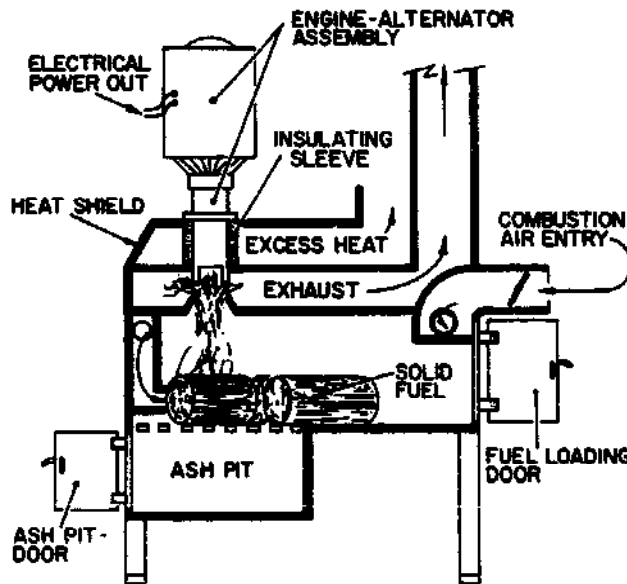 ENGINE-ALTERNATOR
ASSEMBLY
ELECTRICAL
POWER OUT
INSULATING
SLEEVE
HEAT SHIELD
EXCESS HEAT
COMBUSTION
AIR ENTRY
EXHAUST
SOLID
FUEL
FUEL LOADING
DOOR
ASH PIT
ASH PIT-
DOOR